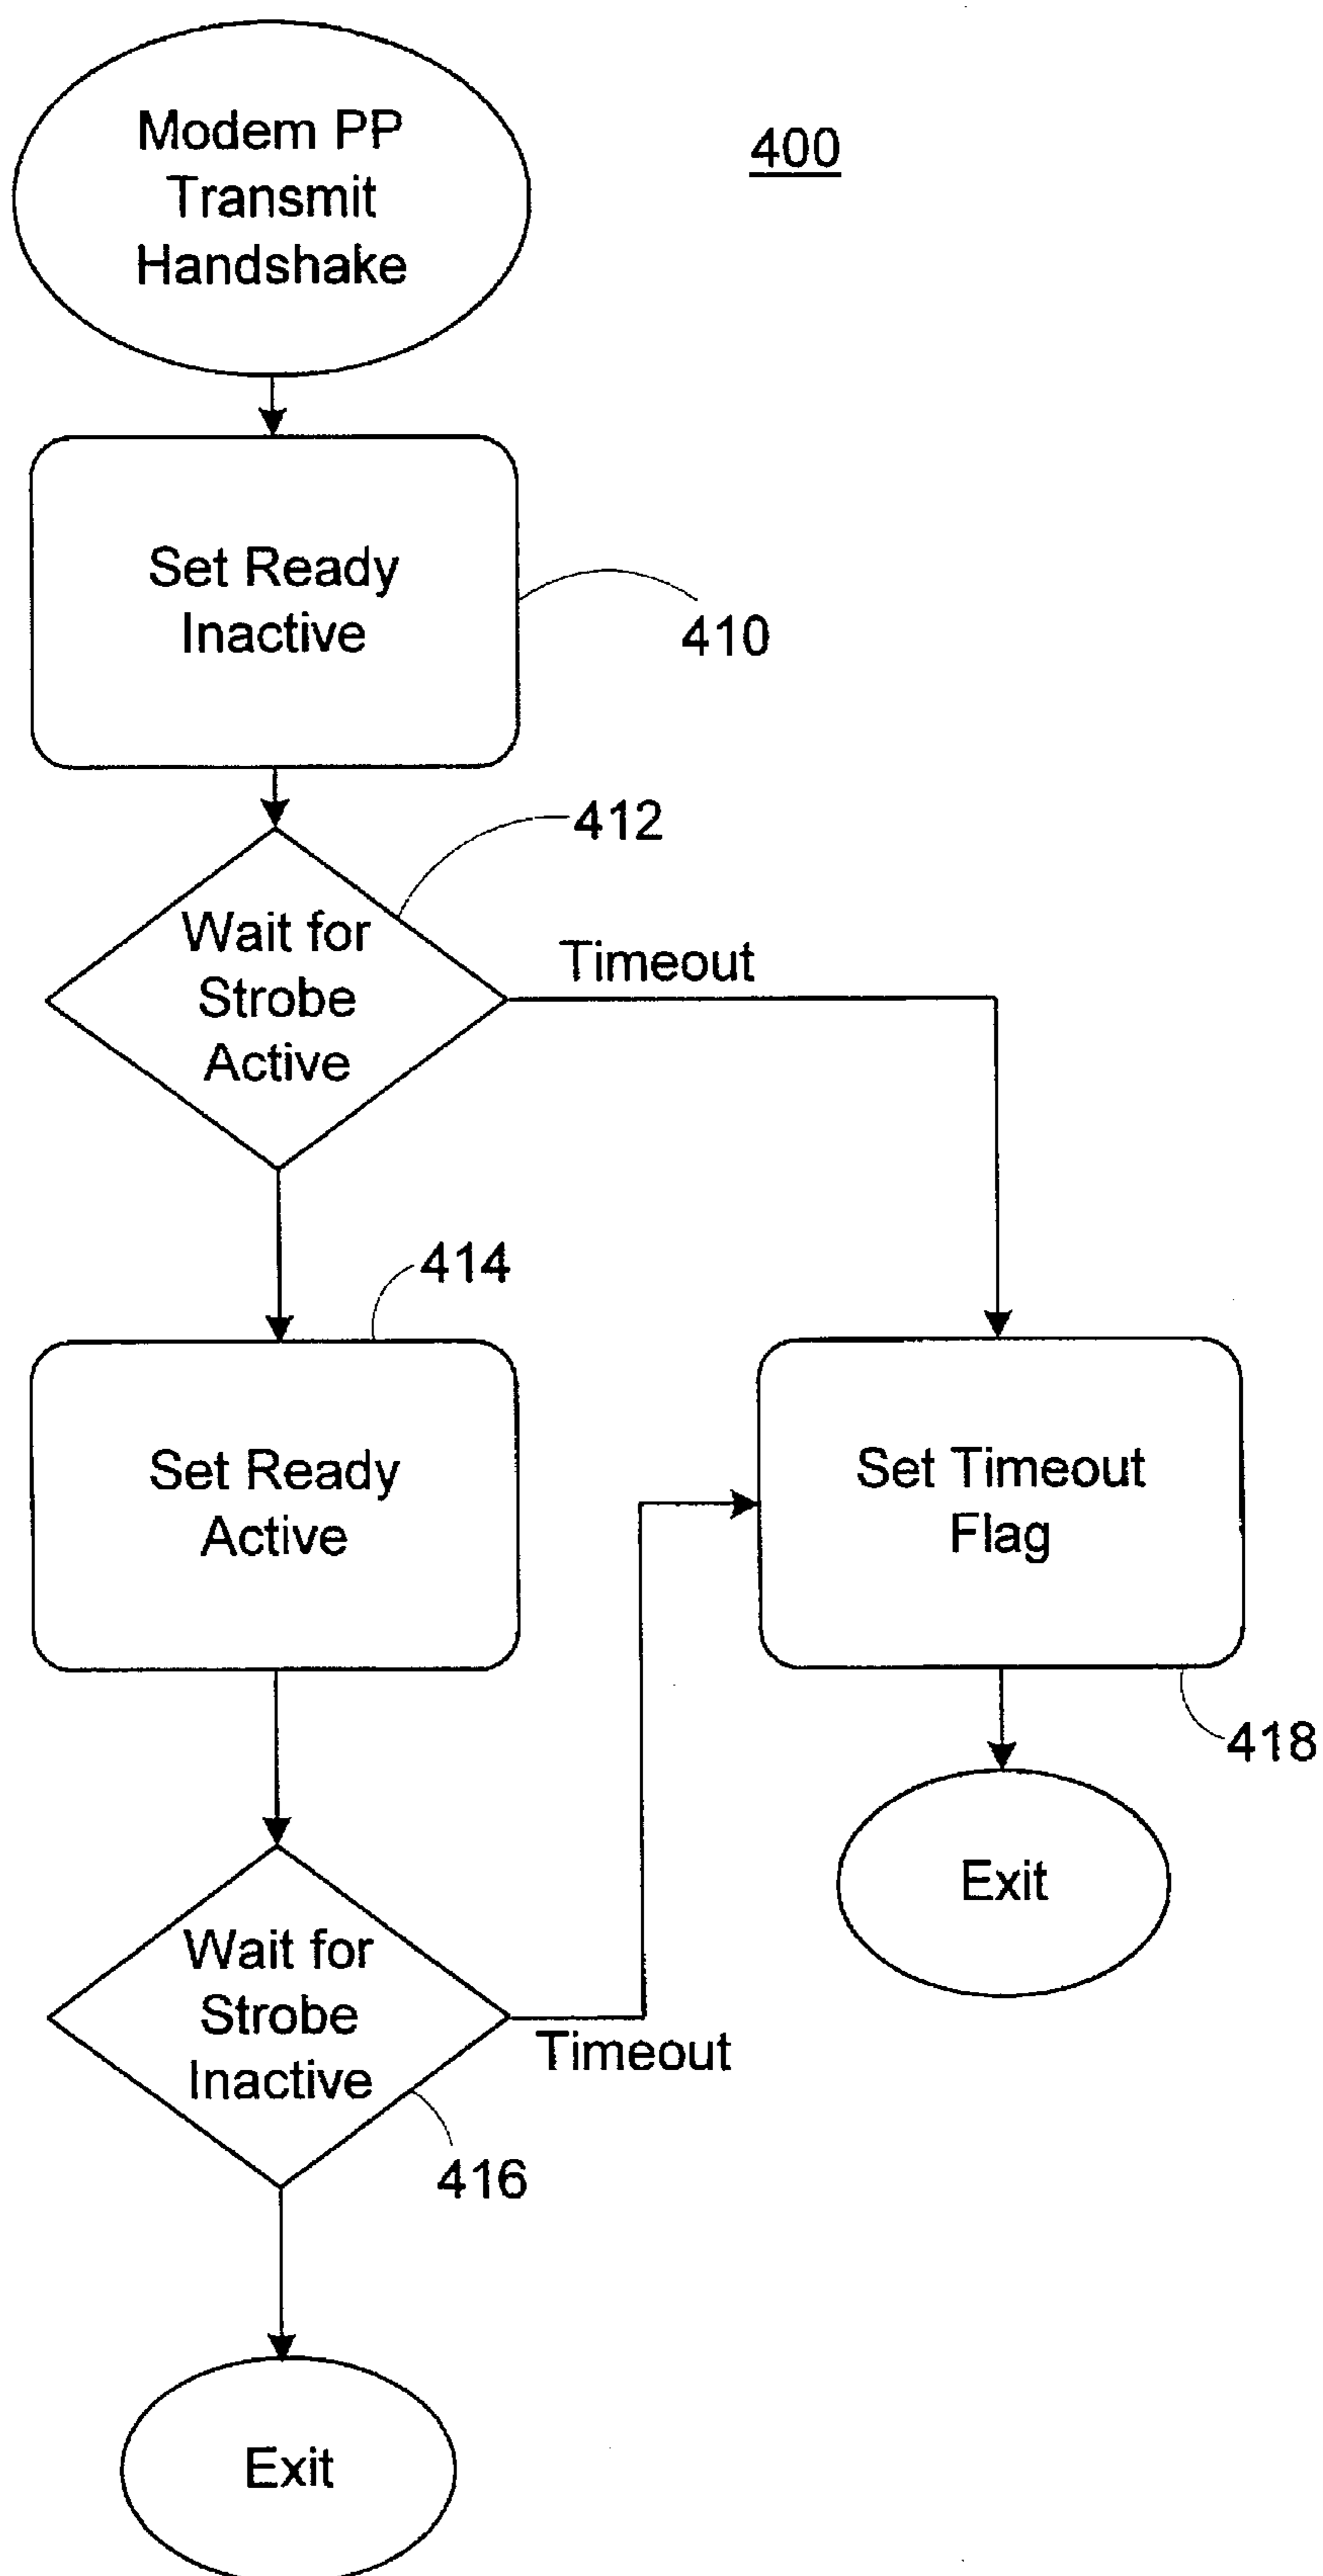 Modem PP
Transmit
Handshake
400
Set Ready
Inactive
410
412
Wait for
Strobe
Active
Timeout
414
Set Ready
Active
Set Timeout
Flag
418
Exit
Wait for
Strobe
Inactive
Timeout
416
Exit